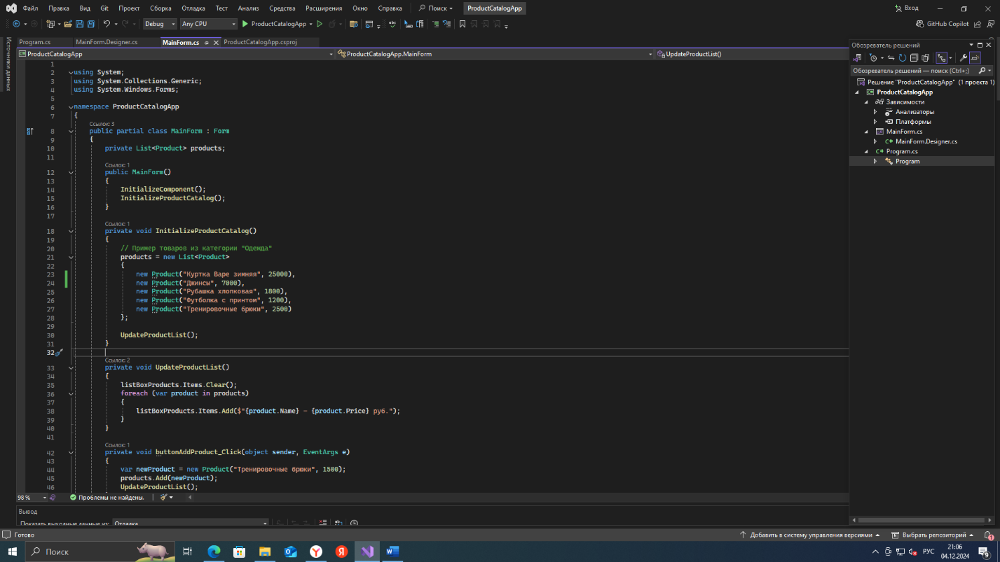 Файл Правка Вид Git Проект Сборка Отладка Тест Анализ Средства Расширения Окно Справка Поиск ProductCatalogApp Вход
Debug Any CPU ProductCatalogApp GitHub Copilot
Источники данных
Program.cs MainForm.Designer.cs MainForm.cs ProductCatalogApp.csproj
ProductCatalogApp ProductCatalogApp.MainForm UpdateProductList()
1
2 using System;
3 using System.Collections.Generic;
4 using System.Windows.Forms;
5
6 namespace ProductCatalogApp
7 {
Ссылок: 3
8 public partial class MainForm : Form
9 {
10 private List<Product> products;
11
Ссылок: 1
12 public MainForm()
13 {
14 InitializeComponent();
15 InitializeProductCatalog();
16 }
17
Ссылок: 1
18 private void InitializeProductCatalog()
19 {
20 // Пример товаров из категории "Одежда"
21 products = new List<Product>
22 {
23 new Product("Куртка Варе зимняя", 25000),
24 new Product("Джинсы", 7000),
25 new Product("Рубашка хлопковая", 1800),
26 new Product("Футболка с принтом", 1200),
27 new Product("Тренировочные брюки", 2500)
28 };
29
30 UpdateProductList();
31 }
32
Ссылок: 2
33 private void UpdateProductList()
34 {
35 listBoxProducts.Items.Clear();
36 foreach (var product in products)
37 {
38 listBoxProducts.Items.Add($"{product.Name} - {product.Price} руб.");
39 }
40 }
41
Ссылок: 1
42 private void buttonAddProduct_Click(object sender, EventArgs e)
43 {
44 var newProduct = new Product("Тренировочные брюки", 1500);
45 products.Add(newProduct);
46 UpdateProductList();
98 % Проблемы не найдены.
Вывод
Показать выходные данные из: Отладка
Обозреватель решений
Обозреватель решений — поиск (Ctrl+;)
Решение "ProductCatalogApp" (1 проекта 1)
ProductCatalogApp
Зависимости
Анализаторы
Платформы
MainForm.cs
C# MainForm.Designer.cs
C# Program.cs
Program
Готово Добавить в систему управления версиями Выбрать репозиторий 1
Поиск РУС 21:06
04.12.2024 9